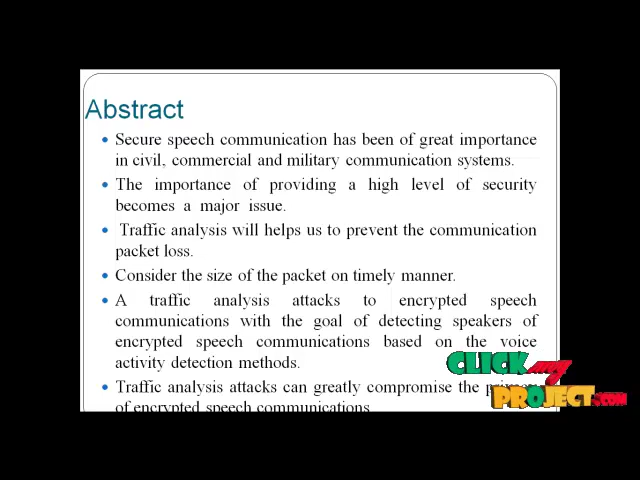 Abstract
• Secure speech communication has been of great importance
in civil, commercial and military communication systems.
• The importance of providing a high level of security
becomes a major issue.
• Traffic analysis will helps us to prevent the communication
packet loss.
• Consider the size of the packet on timely manner.
• A traffic analysis attacks to encrypted speech
communications with the goal of detecting speakers of
encrypted speech communications based on the voice
activity detection methods.
• Traffic analysis attacks can greatly compromise the
of encrypted speech communications
CLICK my
PROJECT.COM